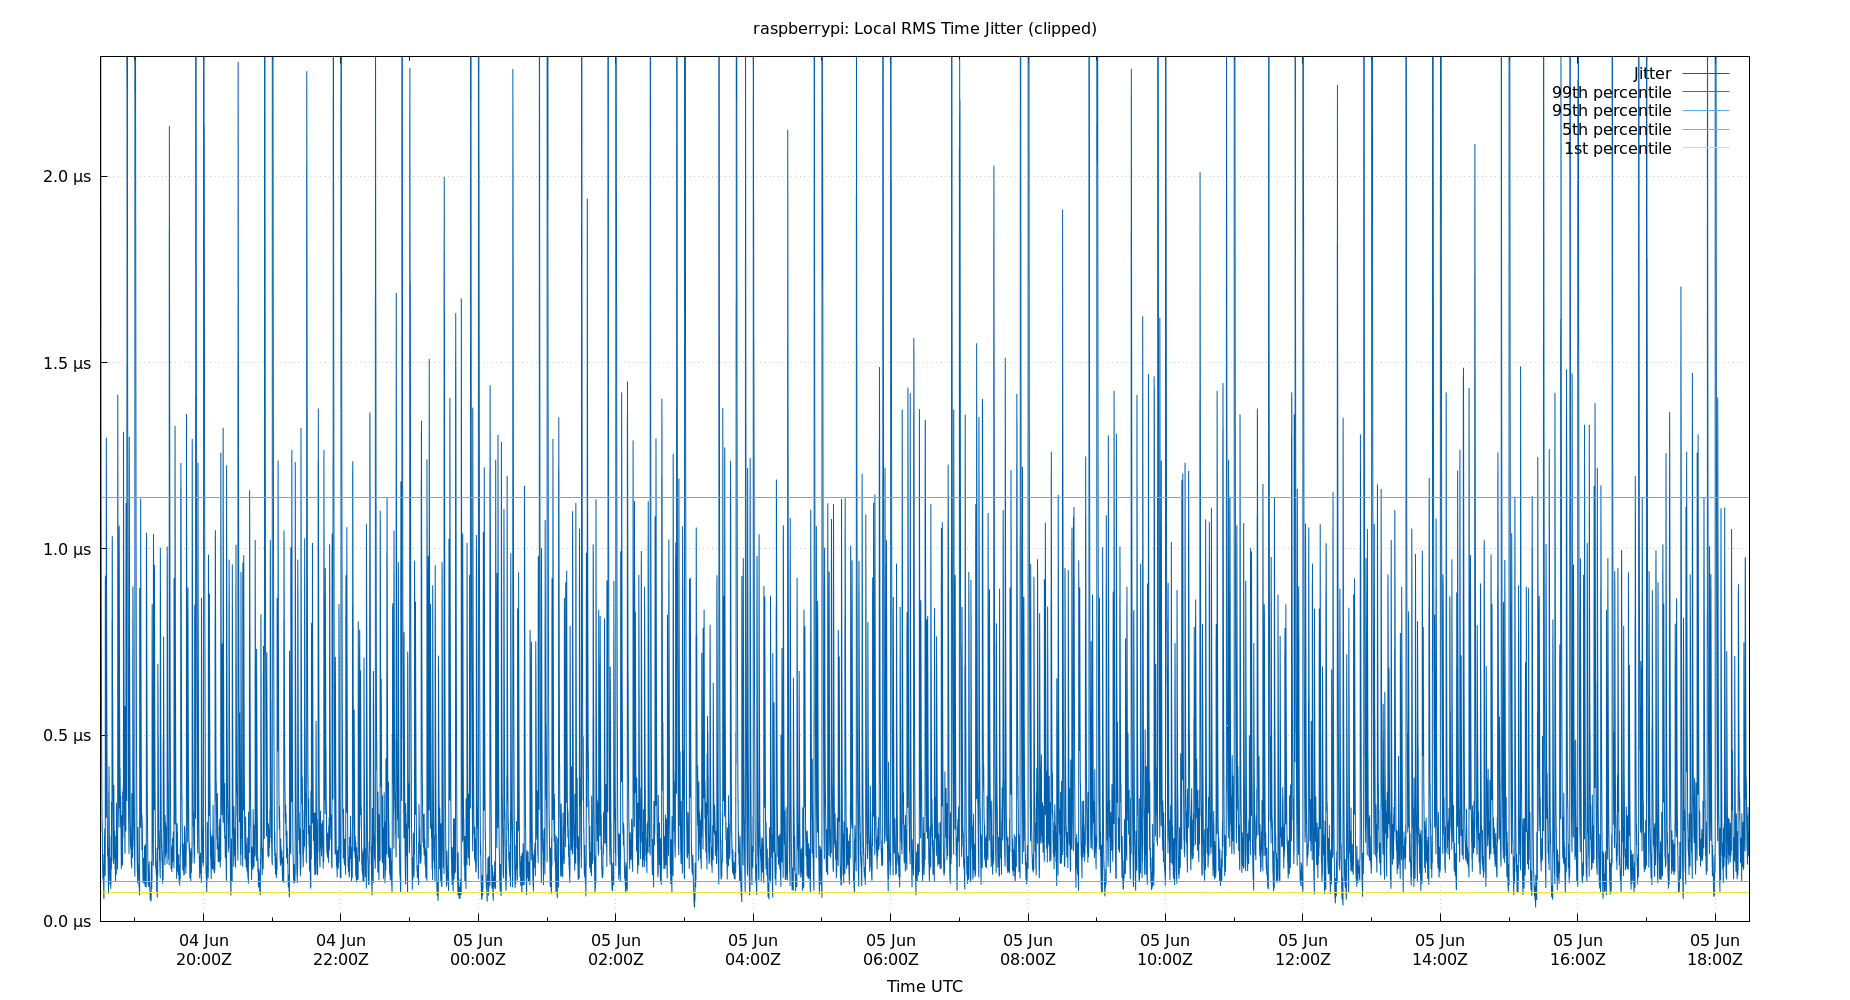 raspberrypi: Local RMS Time Jitter (clipped)
Jitter
99th percentile
95th percentile
5th percentile
1st percentile
2.0 µs
1.5 µs
1.0 µs
0.5 µs
0.0 µs
04 Jun 04 Jun 05 Jun 05 Jun 05 Jun 05 Jun 05 Jun 05 Jun 05 Jun 05 Jun 05 Jun 05 Jun
20:00Z 22:00Z 00:00Z 02:00Z 04:00Z 06:00Z 08:00Z 10:00Z 12:00Z 14:00Z 16:00Z 18:00Z
Time UTC